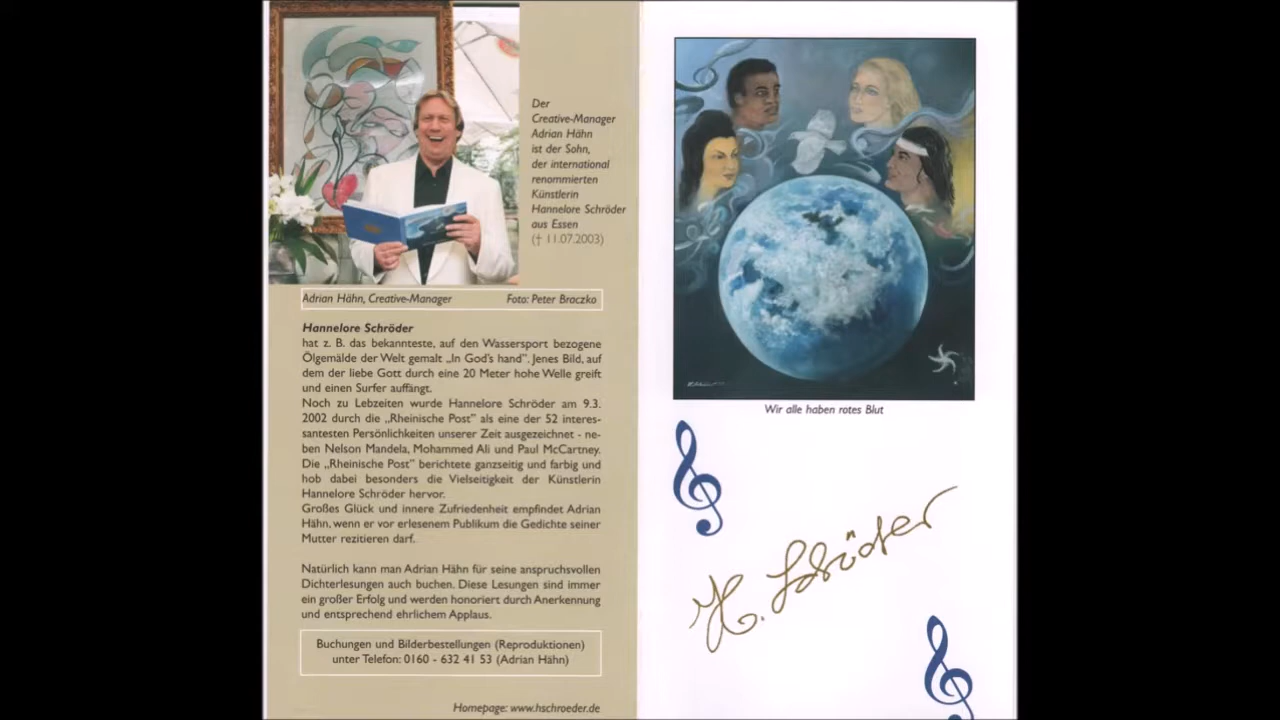 Der
Creative-Manager
Adrian Hähn
ist der Sohn,
der international
renommierten
Künstlerin
Hannelore Schröder
aus Essen
(† 11.07.2003)
Adrian Hähn, Creative-Manager Foto: Peter Braczko
Hannelore Schröder
hat z. B. das bekannteste, auf den Wassersport bezogene
Ölgemälde der Welt gemalt „In God's hand”. Jenes Bild, auf
dem der liebe Gott durch eine 20 Meter hohe Welle greift
und einen Surfer auffängt.
Noch zu Lebzeiten wurde Hannelore Schröder am 9.3.
2002 durch die „Rheinische Post” als eine der 52 interes-
santesten Persönlichkeiten unserer Zeit ausgezeichnet - ne-
ben Nelson Mandela, Mohammed Ali und Paul McCartney.
Die „Rheinische Post” berichtete ganzseitig und farbig und
hob dabei besonders die Vielseitigkeit der Künstlerin
Hannelore Schröder hervor.
Großes Glück und innere Zufriedenheit empfindet Adrian
Hähn, wenn er vor erlesenem Publikum die Gedichte seiner
Mutter rezitieren darf.
Natürlich kann man Adrian Hähn für seine anspruchsvollen
Dichterlesungen auch buchen. Diese Lesungen sind immer
ein großer Erfolg und werden honoriert durch Anerkennung
und entsprechend ehrlichem Applaus.
Buchungen und Bilderbestellungen (Reproduktionen)
unter Telefon: 0160 - 632 41 53 (Adrian Hähn)
Homepage: www.hschroeder.de
Wir alle haben rotes Blut
H. Schröder